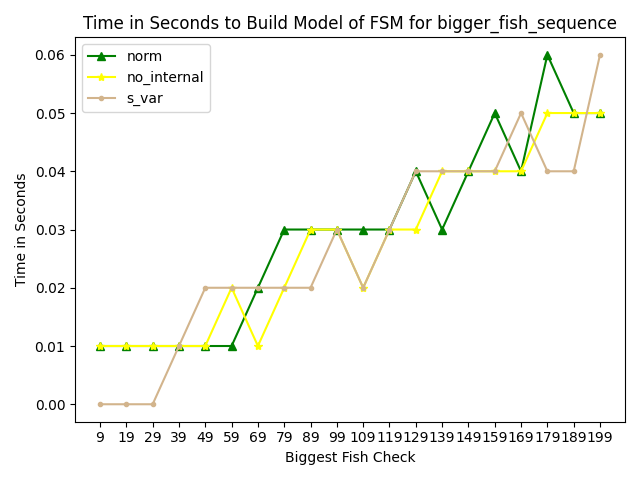 Time in Seconds to Build Model of FSM for bigger_fish_sequence
norm
no_internal
s_var
0.06
0.05
0.04
0.03
0.02
0.01
0.00
Time in Seconds
9 19 29 39 49 59 69 79 89 99 109 119 129 139 149 159 169 179 189 199
Biggest Fish Check